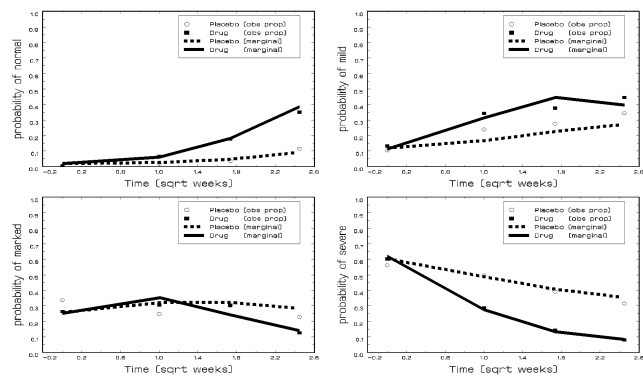 probability of normal
1.0
0.9
0.8
0.7
0.6
0.5
0.4
0.3
0.2
0.1
0.0
Placebo (obs prop)
Drug (obs prop)
Placebo (marginal)
Drug (marginal)
-0.2 0.2 0.6 1.0 1.4 1.8 2.2 2.6
Time (sqrt weeks)
probability of mild
1.0
0.9
0.8
0.7
0.6
0.5
0.4
0.3
0.2
0.1
0.0
Placebo (obs prop)
Drug (obs prop)
Placebo (marginal)
Drug (marginal)
-0.2 0.2 0.6 1.0 1.4 1.8 2.2 2.6
Time (sqrt weeks)
probability of marked
1.0
0.9
0.8
0.7
0.6
0.5
0.4
0.3
0.2
0.1
0.0
Placebo (obs prop)
Drug (obs prop)
Placebo (marginal)
Drug (marginal)
-0.2 0.2 0.6 1.0 1.4 1.8 2.2 2.6
Time (sqrt weeks)
probability of severe
1.0
0.9
0.8
0.7
0.6
0.5
0.4
0.3
0.2
0.1
0.0
Placebo (obs prop)
Drug (obs prop)
Placebo (marginal)
Drug (marginal)
-0.2 0.2 0.6 1.0 1.4 1.8 2.2 2.6
Time (sqrt weeks)